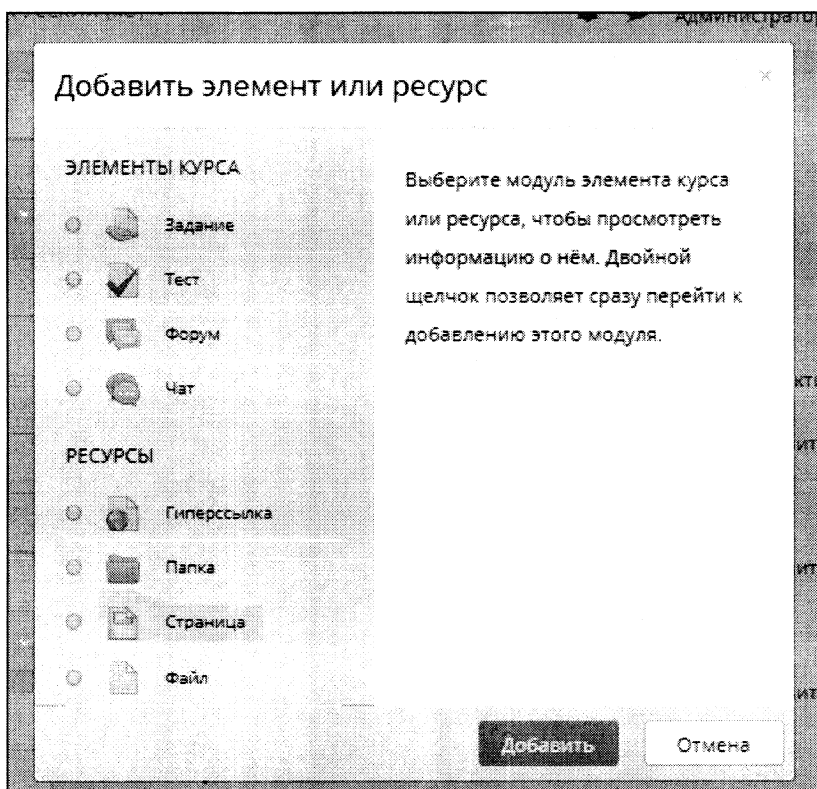 Администратор
Добавить элемент или ресурс
×
ЭЛЕМЕНТЫ КУРСА
Задание
Тест
Форум
Чат
РЕСУРСЫ
Гиперссылка
Папка
Страница
Файл
Выберите модуль элемента курса
или ресурса, чтобы просмотреть
информацию о нём. Двойной
щелчок позволяет сразу перейти к
добавлению этого модуля.
Добавить
Отмена